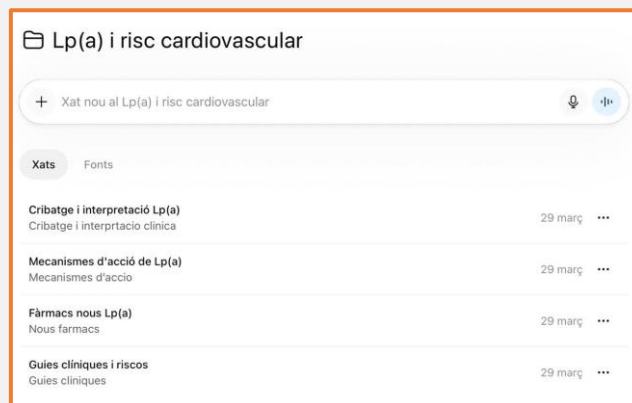 Lp(a) i risc cardiovascular
Xat nou al Lp(a) i risc cardiovascular
Xats Fonts
Cribatge i interpretació Lp(a)
Cribatge i interprtacio clinica
29 març
Mecanismes d'acció de Lp(a)
Mecanismes d'accio
29 març
Fàrmacs nous Lp(a)
Nous farmacs
29 març
Guies clíniques i riscos
Guies cliniques
29 març